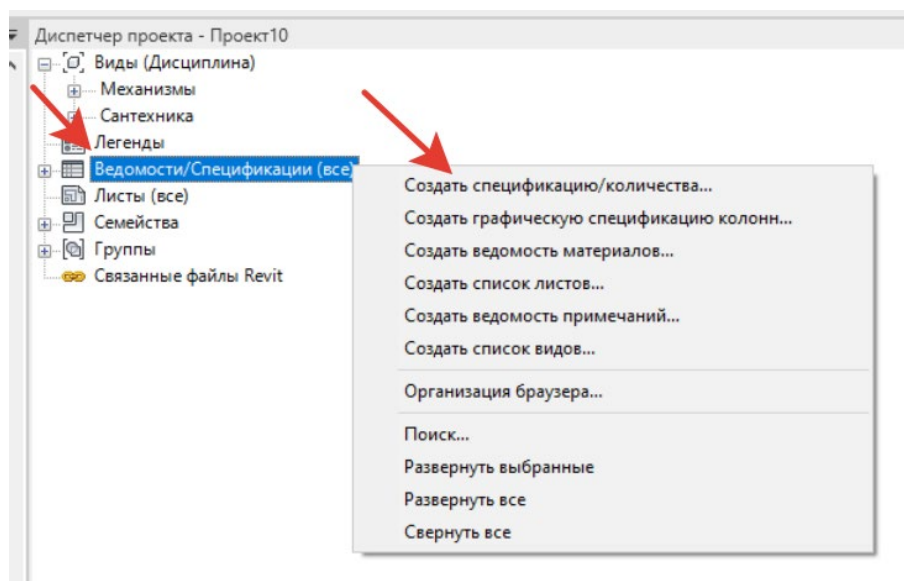 Диспетчер проекта - Проект10
Виды (Дисциплина)
Механизмы
Сантехника
Легенды
Ведомости/Спецификации (все)
Листы (все)
Семейства
Группы
Связанные файлы Revit
Создать спецификацию/количества...
Создать графическую спецификацию колонн...
Создать ведомость материалов...
Создать список листов...
Создать ведомость примечаний...
Создать список видов...
Организация браузера...
Поиск...
Развернуть выбранные
Развернуть все
Свернуть все